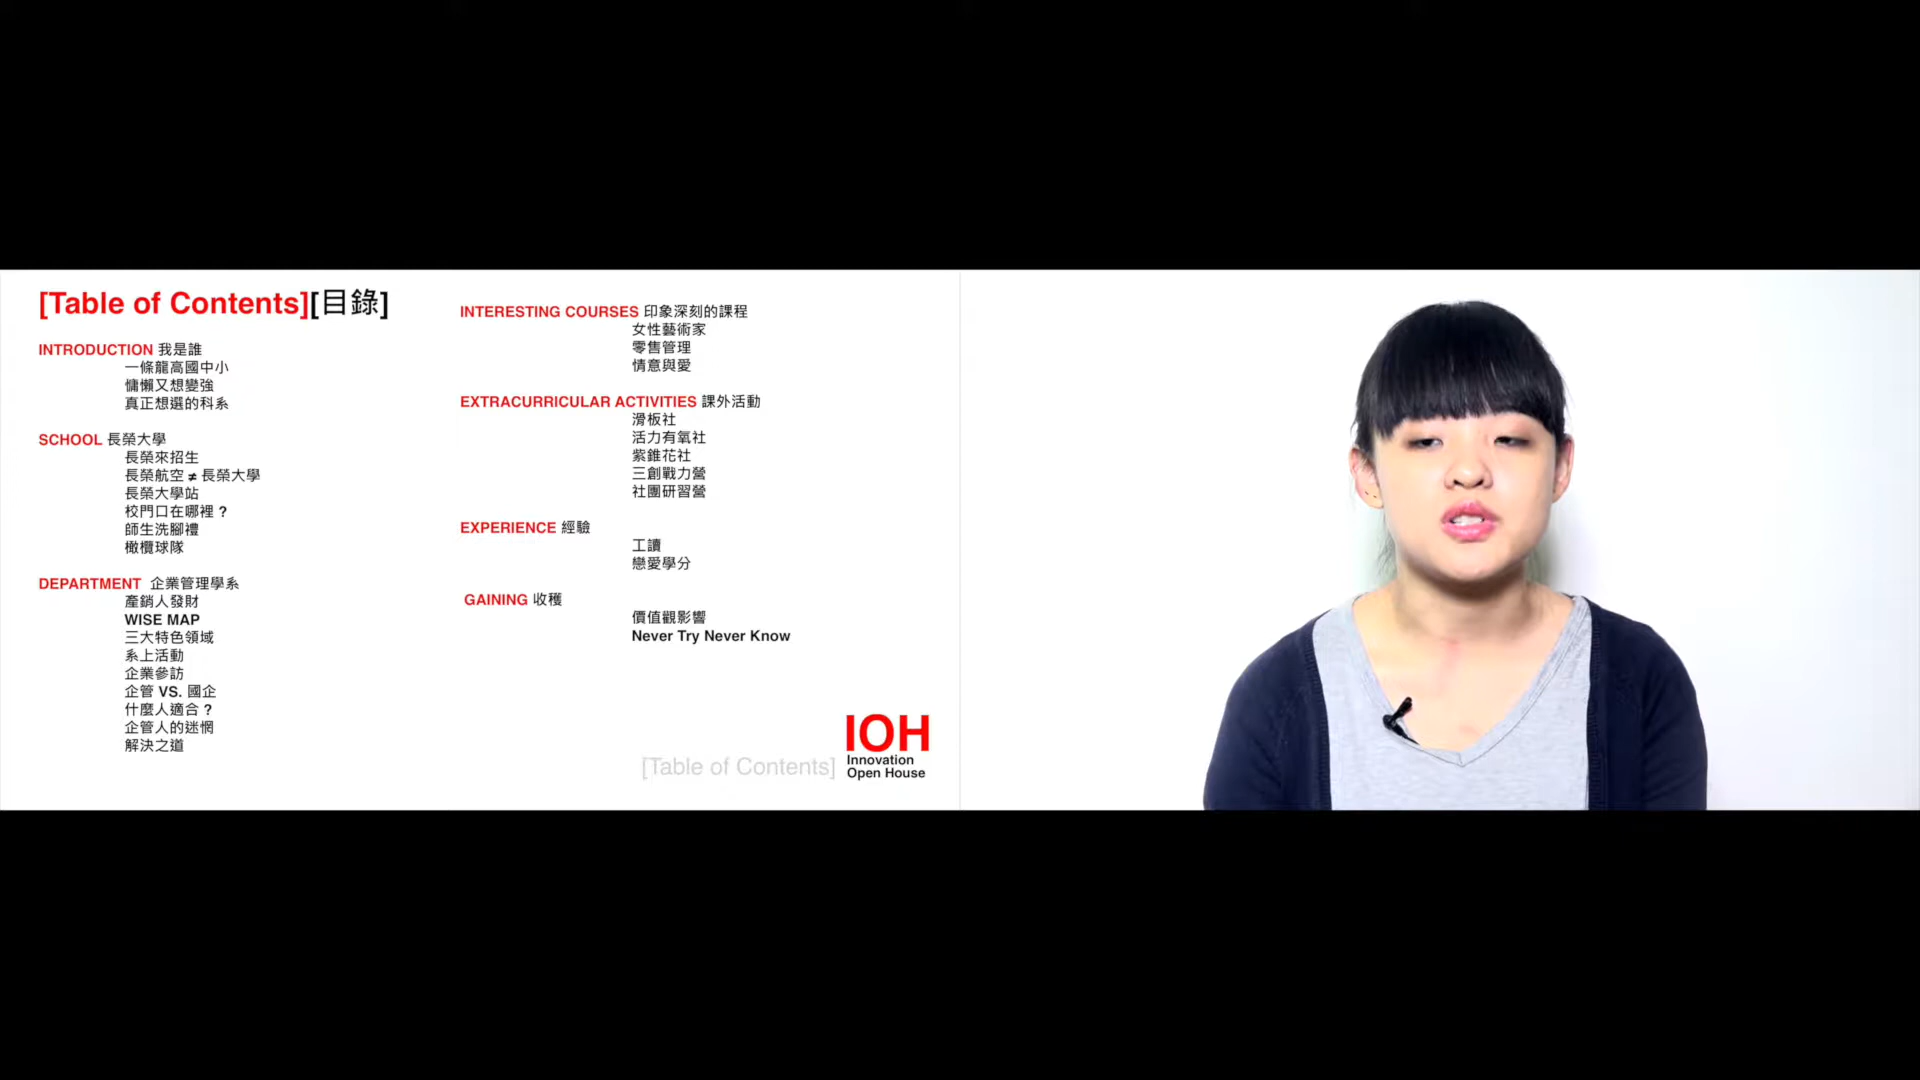 [Table of Contents][目錄]
INTRODUCTION 我是誰
一條龍高國中小
慵懶又想變強
真正想選的科系
SCHOOL 長榮大學
長榮來招生
長榮航空 ≠ 長榮大學
長榮大學站
校門口在哪裡 ?
師生洗腳禮
橄欖球隊
DEPARTMENT 企業管理學系
產銷人發財
WISE MAP
三大特色領域
系上活動
企業參訪
企管 VS. 國企
什麼人適合 ?
企管人的迷惘
解決之道
INTERESTING COURSES 印象深刻的課程
女性藝術家
零售管理
情意與愛
EXTRACURRICULAR ACTIVITIES 課外活動
滑板社
活力有氧社
紫錐花社
三創戰力營
社團研習營
EXPERIENCE 經驗
工讀
戀愛學分
GAINING 收穫
價值觀影響
Never Try Never Know
[Table of Contents]
IOH
Innovation
Open House